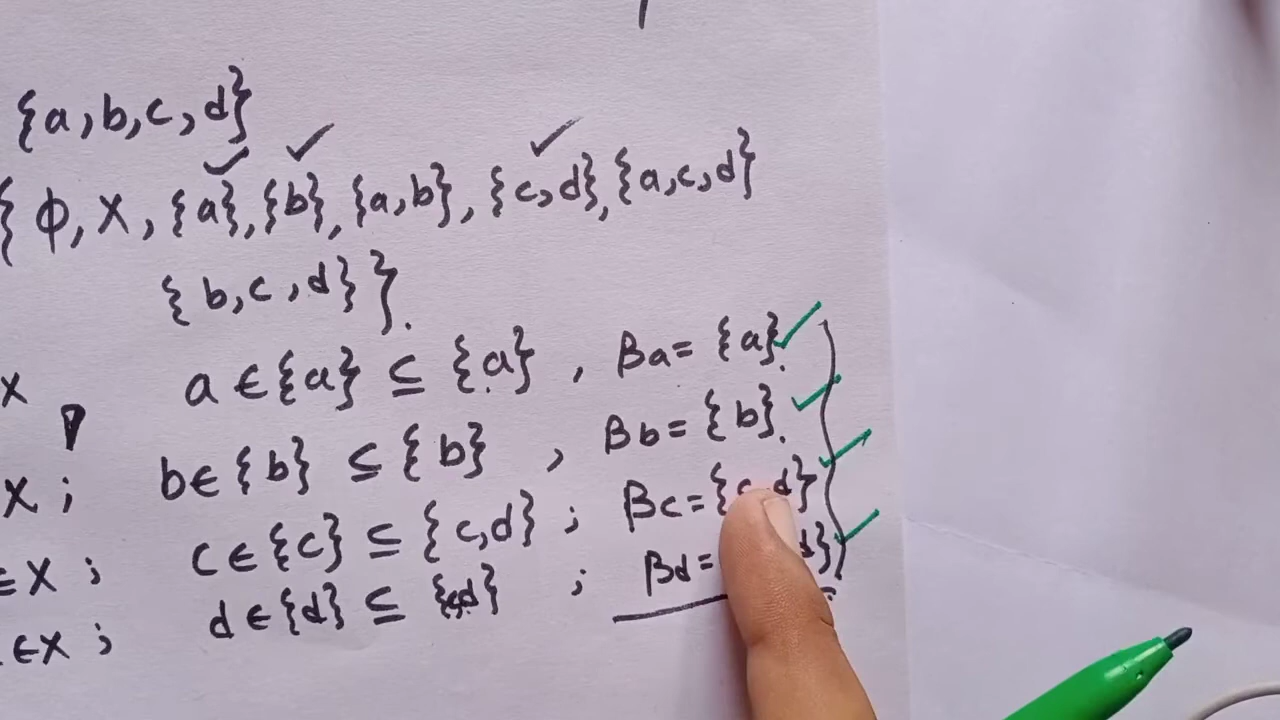 {a,b,c,d}
{ϕ, X, {a},{b},{a,b},{c,d},{a,c,d}
{b,c,d}}.
X a∈{a} ⊆ {a}, βa= {a}.
X; b∈{b} ⊆ {b}, βb= {b}.
∈X; c∈{c} ⊆ {c,d}; βc= {c,d}
∈X; d∈{d} ⊆ {c,d}; βd=